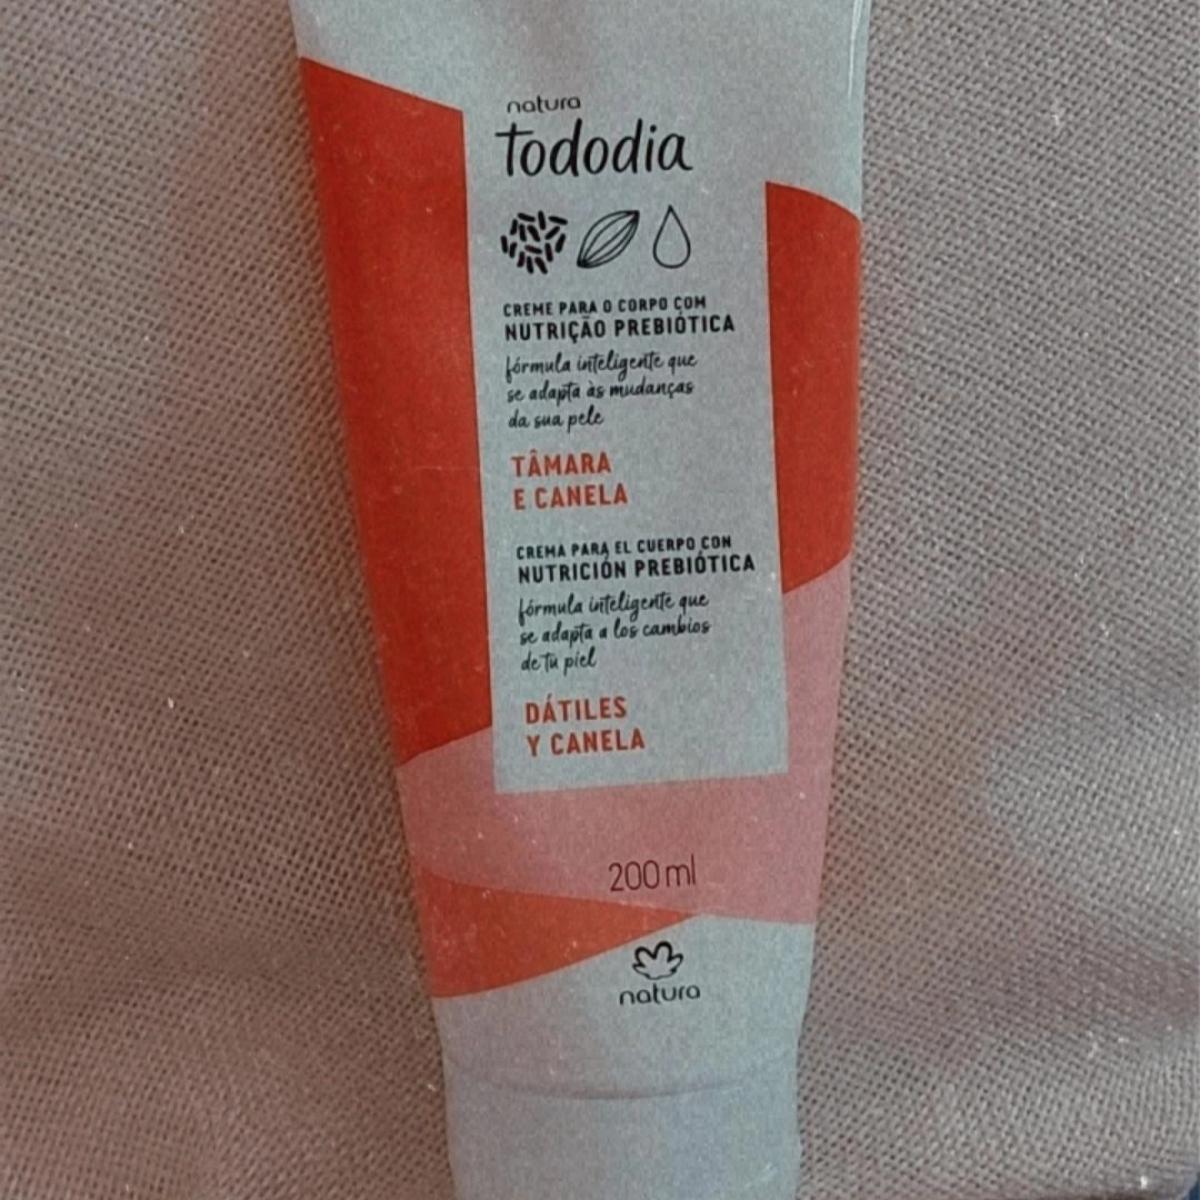 natura
tododia
CREME PARA O CORPO COM
NUTRIÇÃO PREBIÓTICA
fórmula inteligente que
se adapta às mudanças
da sua pele
TÂMARA
E CANELA
CREMA PARA EL CUERPO CON
NUTRICIÓN PREBIÓTICA
fórmula inteligente que
se adapta a los cambios
de tu piel
DÁTILES
Y CANELA
200 ml
natura